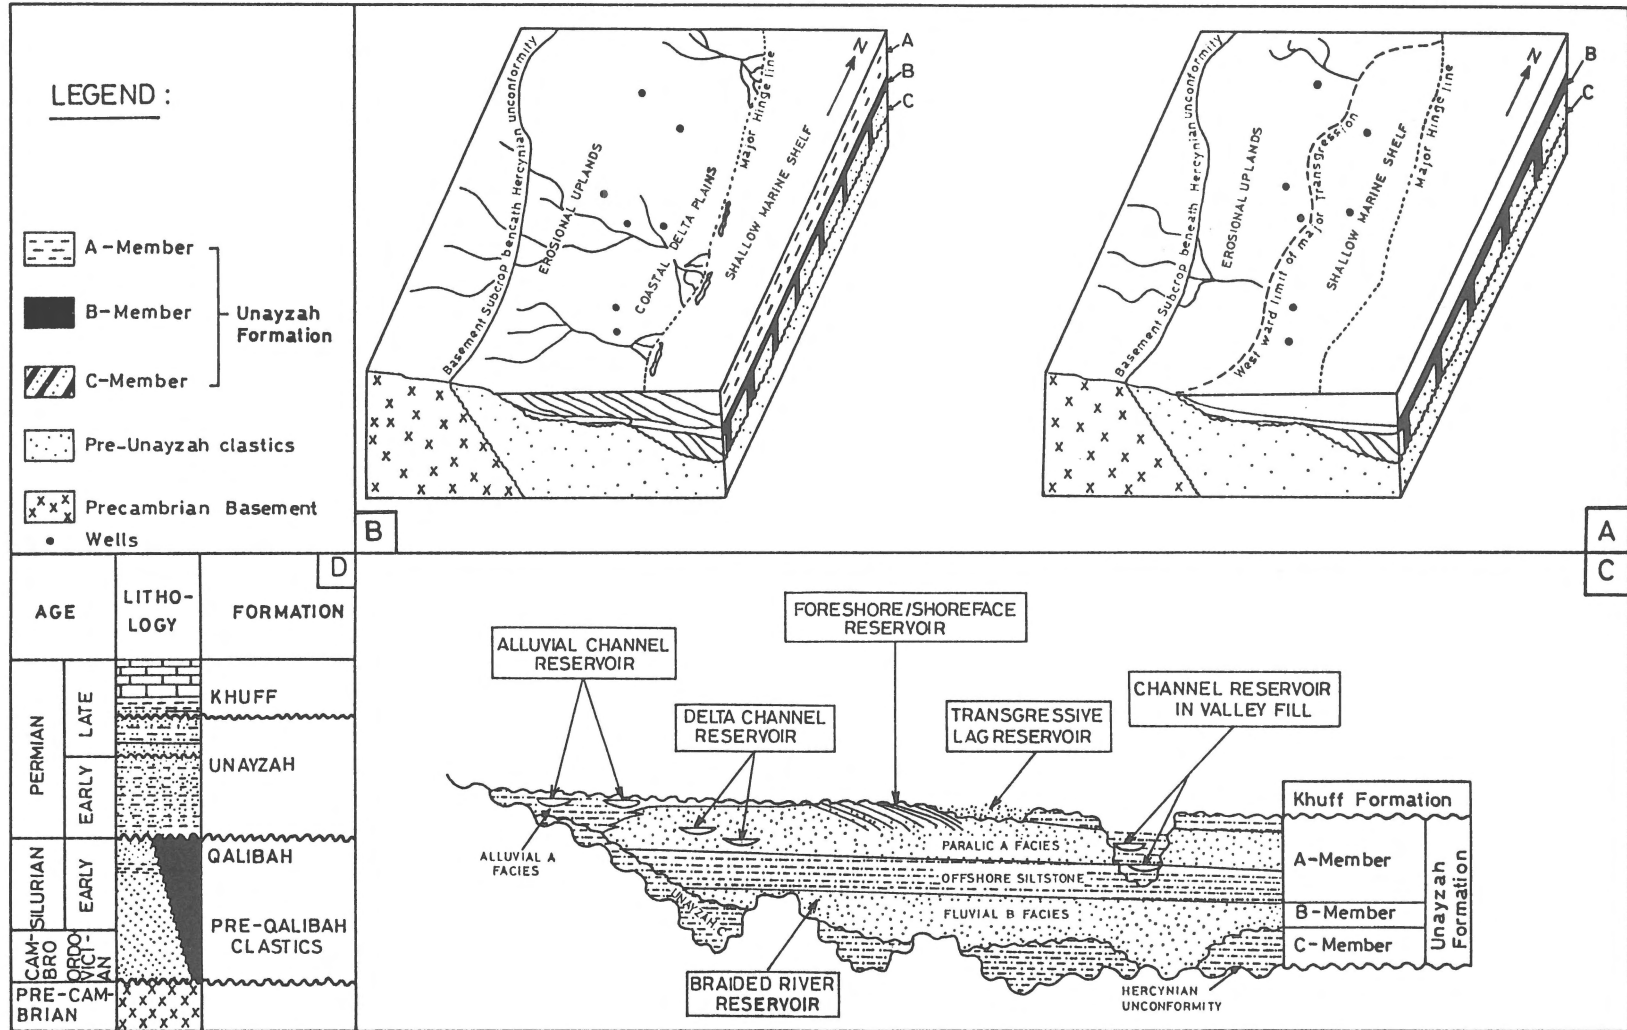 LEGEND :
A-Member
B-Member
C-Member
Unayzah
Formation
Pre-Unayzah clastics
Precambrian Basement
Wells
Basement Subcrop bencath Hercynian unconformity
EROSIONAL UPLANDS
COASTAL DELTA PLAINS
Major Hinge line
SHALLOW MARINE SHELF
N
A
B
C
B
Basement Subcrop beneath Hercynian unconformity
EROSIONAL UPLANDS
West ward limit of major Transgression
SHALLOW MARINE SHELF
Major Hinge line
N
B
C
A
D
AGE
LITHO-
LOGY
FORMATION
PERMIAN
LATE
EARLY
KHUFF
UNAYZAH
SILURIAN
EARLY
QALIBAH
CAM-
BRO
ORDO-
VICI-
AN
PRE-QALIBAH
CLASTICS
PRE-CAM-
BRIAN
C
ALLUVIAL CHANNEL
RESERVOIR
FORESHORE/SHOREFACE
RESERVOIR
DELTA CHANNEL
RESERVOIR
TRANSGRESSIVE
LAG RESERVOIR
CHANNEL RESERVOIR
IN VALLEY FILL
ALLUVIAL A
FACIES
PARALIC A FACIES
OFFSHORE SILTSTONE
UNAYZAH C
FLUVIAL B FACIES
BRAIDED RIVER
RESERVOIR
HERCYNIAN
UNCONFORMITY
Khuff Formation
A-Member
B-Member
C-Member
Unayzah
Formation